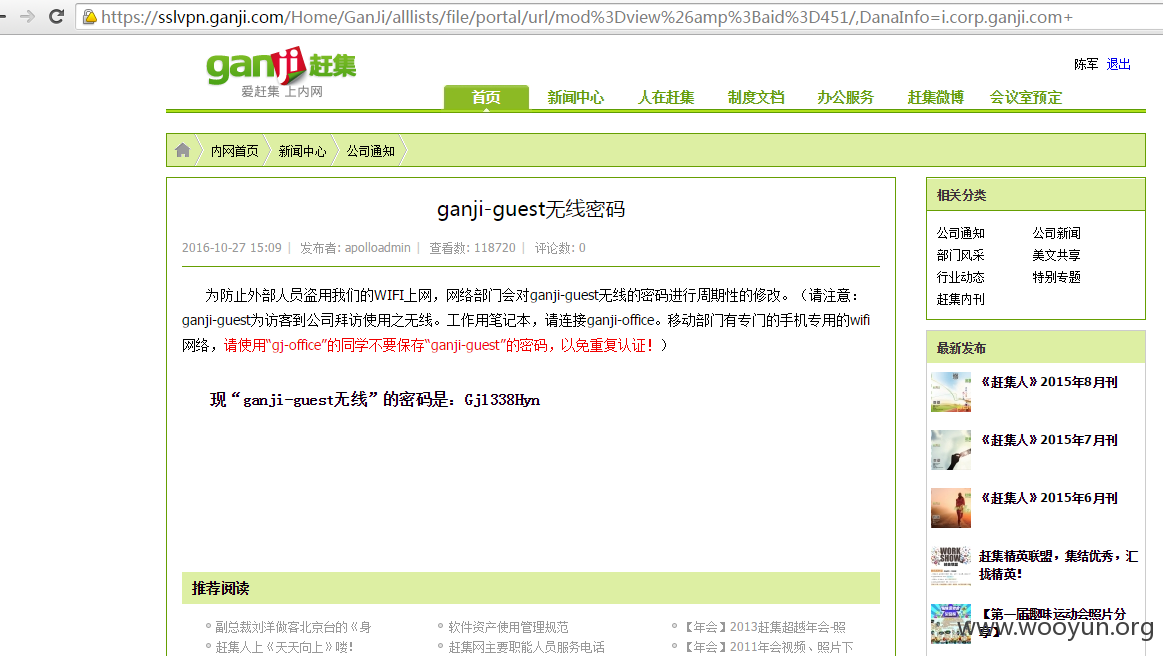 https://sslvpn.ganji.com/Home/GanJi/alllists/file/portal/url/mod%3Dview%26amp%3Baid%3D451/,DanaInfo=i.corp.ganji.com+
ganji赶集
爱赶集 上内网
陈军 退出
首页 新闻中心 人在赶集 制度文档 办公服务 赶集微博 会议室预定
内网首页 新闻中心 公司通知
ganji-guest无线密码
2016-10-27 15:09 | 发布者: apolloadmin | 查看数: 118720 | 评论数: 0
为防止外部人员盗用我们的WIFI上网，网络部门会对ganji-guest无线的密码进行周期性的修改。（请注意：
ganji-guest为访客到公司拜访使用之无线。工作用笔记本，请连接ganji-office。移动部门有专门的手机专用的wifi
网络，请使用“gj-office”的同学不要保存“ganji-guest”的密码，以免重复认证！）
现“ganji-guest无线”的密码是：Gj1338Hyn
推荐阅读
副总裁刘洋做客北京台的《身
软件资产使用管理规范
【年会】2013赶集超越年会-照
赶集人上《天天向上》喽！
赶集网主要职能人员服务电话
【年会】2011年会视频、照片下
相关分类
公司通知 公司新闻
部门风采 美文共享
行业动态 特别专题
赶集内刊
最新发布
《赶集人》2015年8月刊
《赶集人》2015年7月刊
《赶集人》2015年6月刊
WORK
SHOW
赶集精英联盟，集结优秀，汇
拢精英！
【第一届趣味运动会照片分
享】
www.wooyun.org